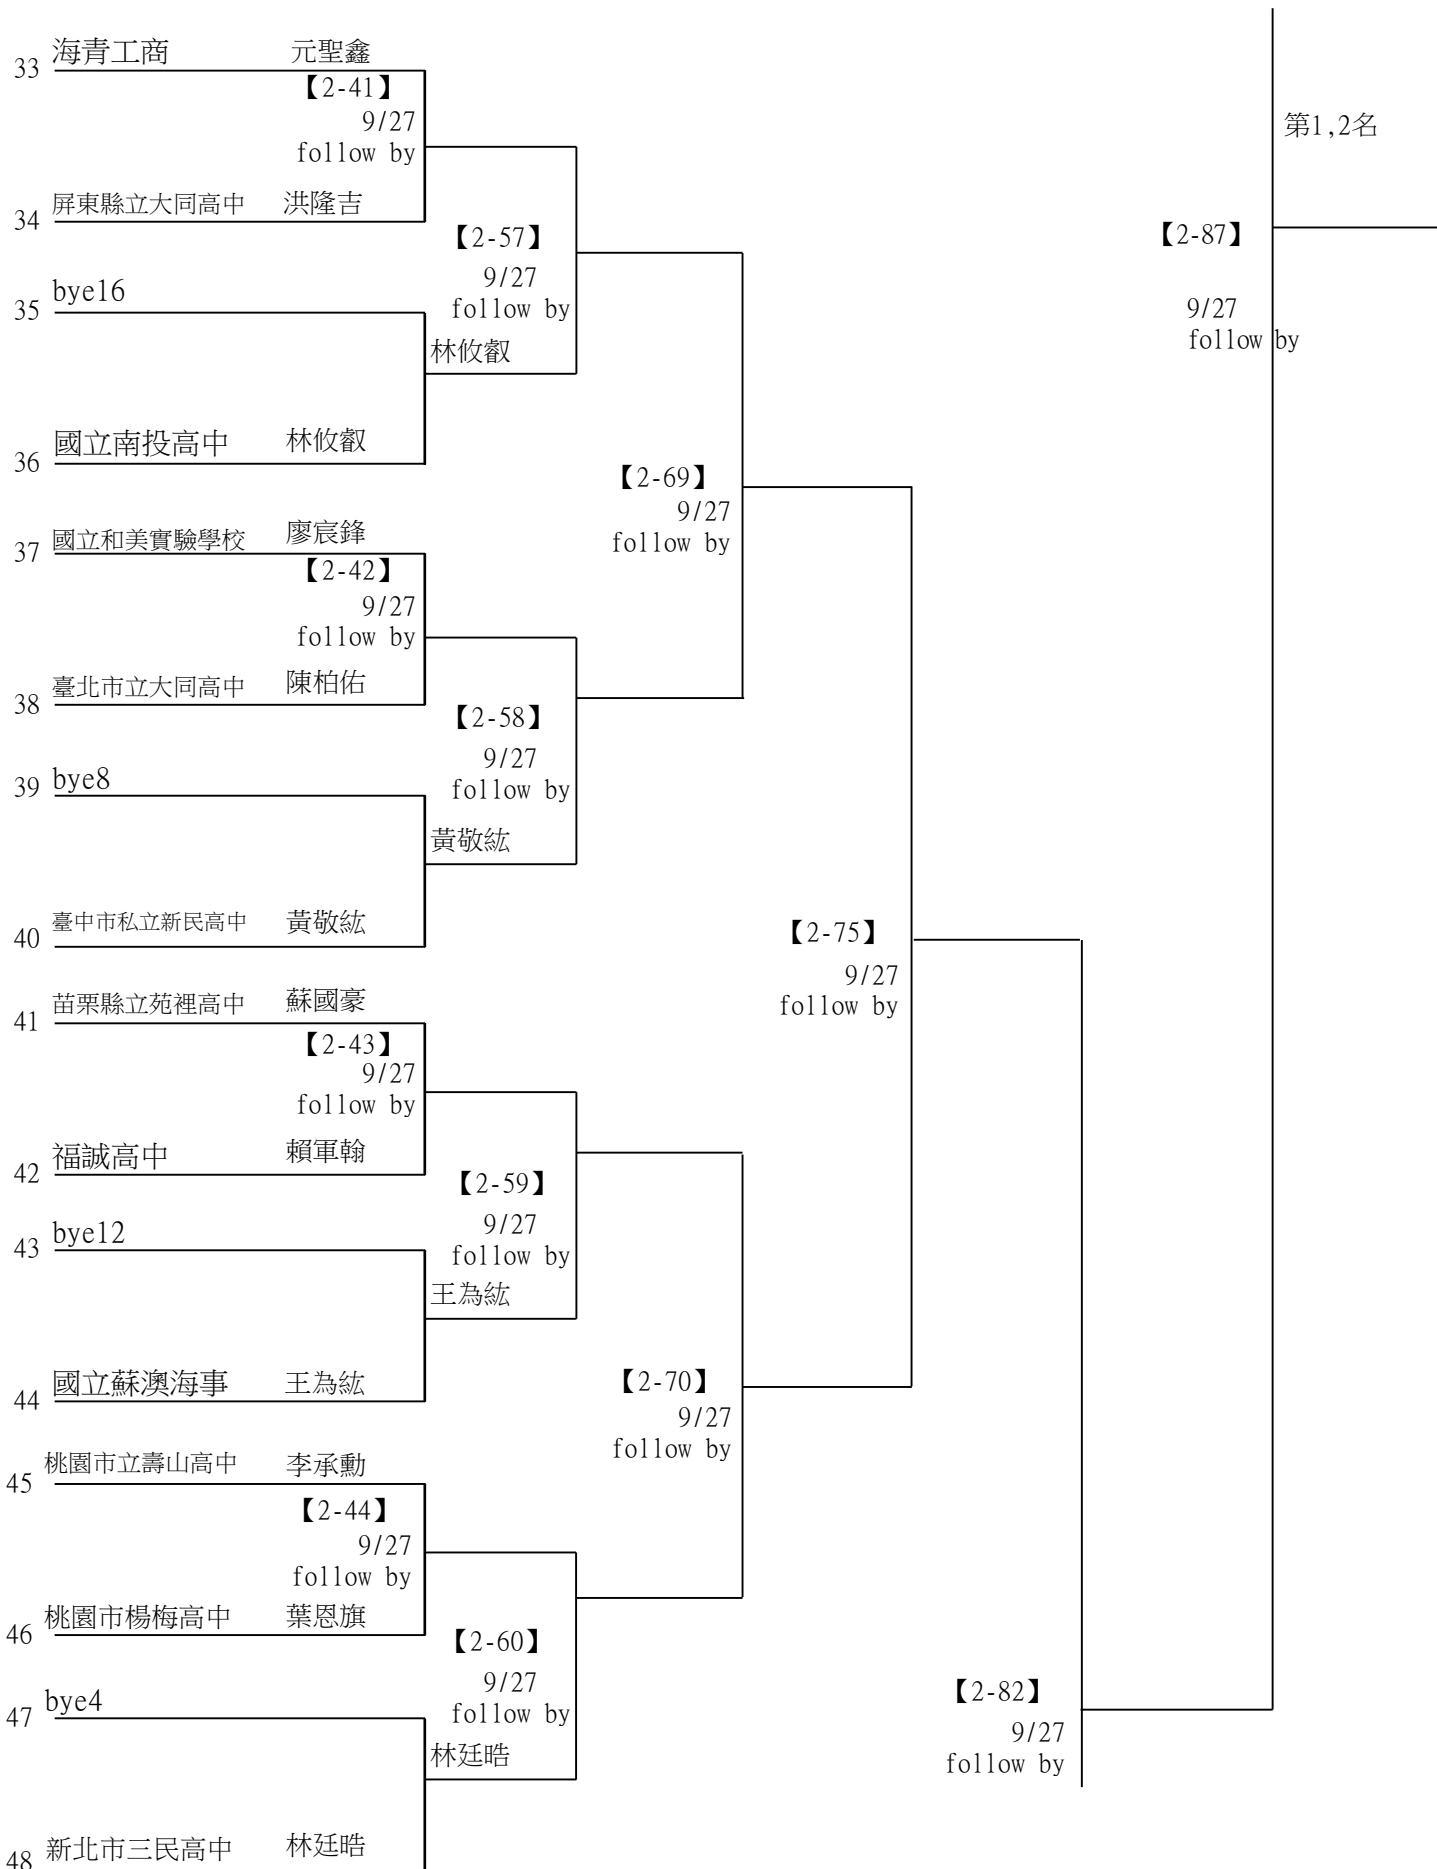 33 海青工商 元聖鑫
【2-41】
9/27
follow by
第1,2名
34 屏東縣立大同高中 洪隆吉
【2-57】
9/27
follow by
【2-87】
9/27
follow by
35 bye16
林攸叡
36 國立南投高中 林攸叡
【2-69】
9/27
follow by
37 國立和美實驗學校 廖宸鋒
【2-42】
9/27
follow by
38 臺北市立大同高中 陳柏佑
【2-58】
9/27
follow by
39 bye8
黃敬紘
40 臺中市私立新民高中 黃敬紘
【2-75】
9/27
follow by
41 苗栗縣立苑裡高中 蘇國豪
【2-43】
9/27
follow by
42 福誠高中 賴軍翰
【2-59】
9/27
follow by
43 bye12
王為紘
44 國立蘇澳海事 王為紘
【2-70】
9/27
follow by
45 桃園市立壽山高中 李承勳
【2-44】
9/27
follow by
46 桃園市楊梅高中 葉恩旗
【2-60】
9/27
follow by
47 bye4
林廷晧
【2-82】
9/27
follow by
48 新北市三民高中 林廷晧